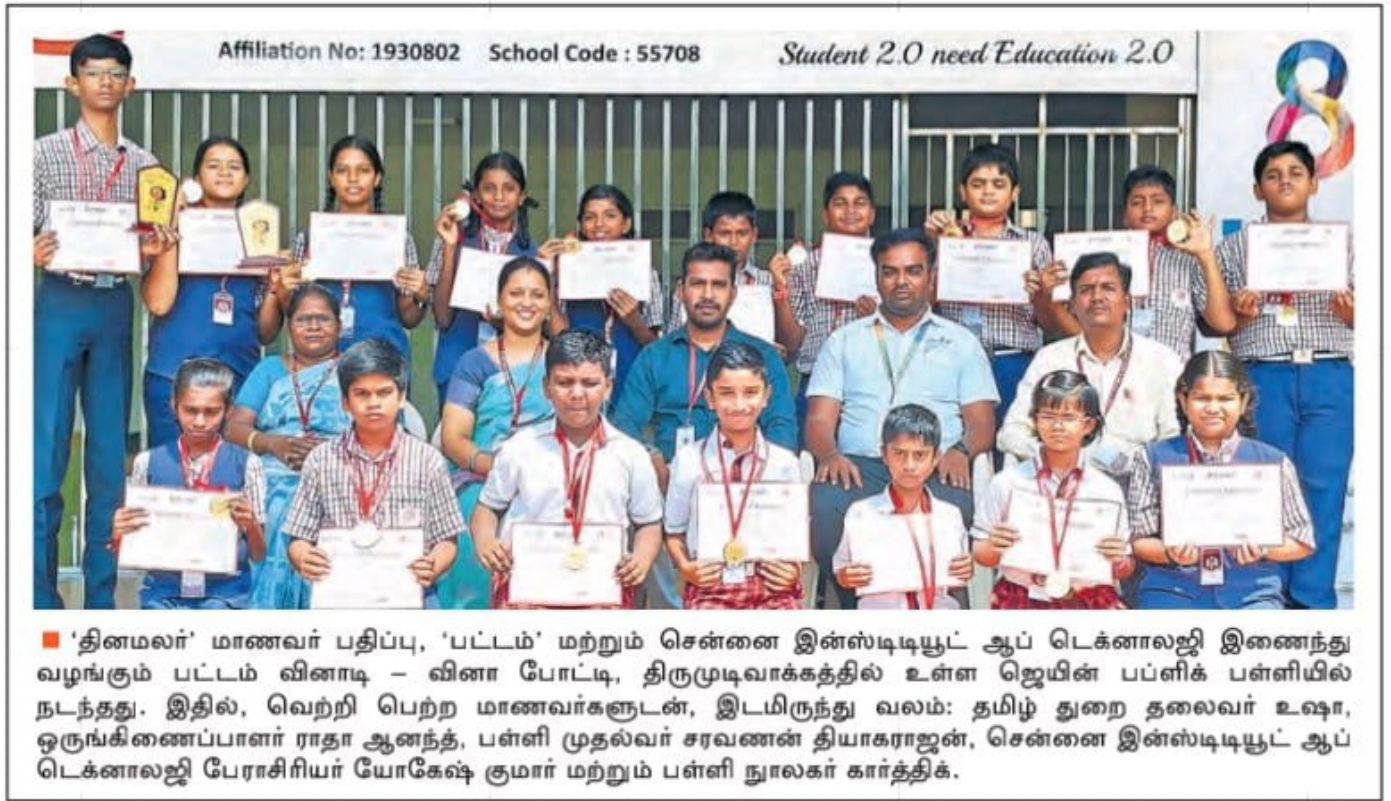 Affiliation No: 1930802 School Code : 55708 Student 2.0 need Education 2.0
'தினமலர்' மாணவர் பதிப்பு, 'பட்டம்' மற்றும் சென்னை இன்ஸ்டிடியூட் ஆப் டெக்னாலஜி இணைந்து
வழங்கும் பட்டம் வினாடி – வினா போட்டி, திருமுடிவாக்கத்தில் உள்ள ஜெயின் பப்ளிக் பள்ளியில்
நடந்தது. இதில், வெற்றி பெற்ற மாணவர்களுடன், இடமிருந்து வலம்: தமிழ் துறை தலைவர் உஷா,
ஒருங்கிணைப்பாளர் ராதா ஆனந்த், பள்ளி முதல்வர் சரவணன் தியாகராஜன், சென்னை இன்ஸ்டிடியூட் ஆப்
டெக்னாலஜி பேராசிரியர் யோகேஷ் குமார் மற்றும் பள்ளி நுாலகர் கார்த்திக்.